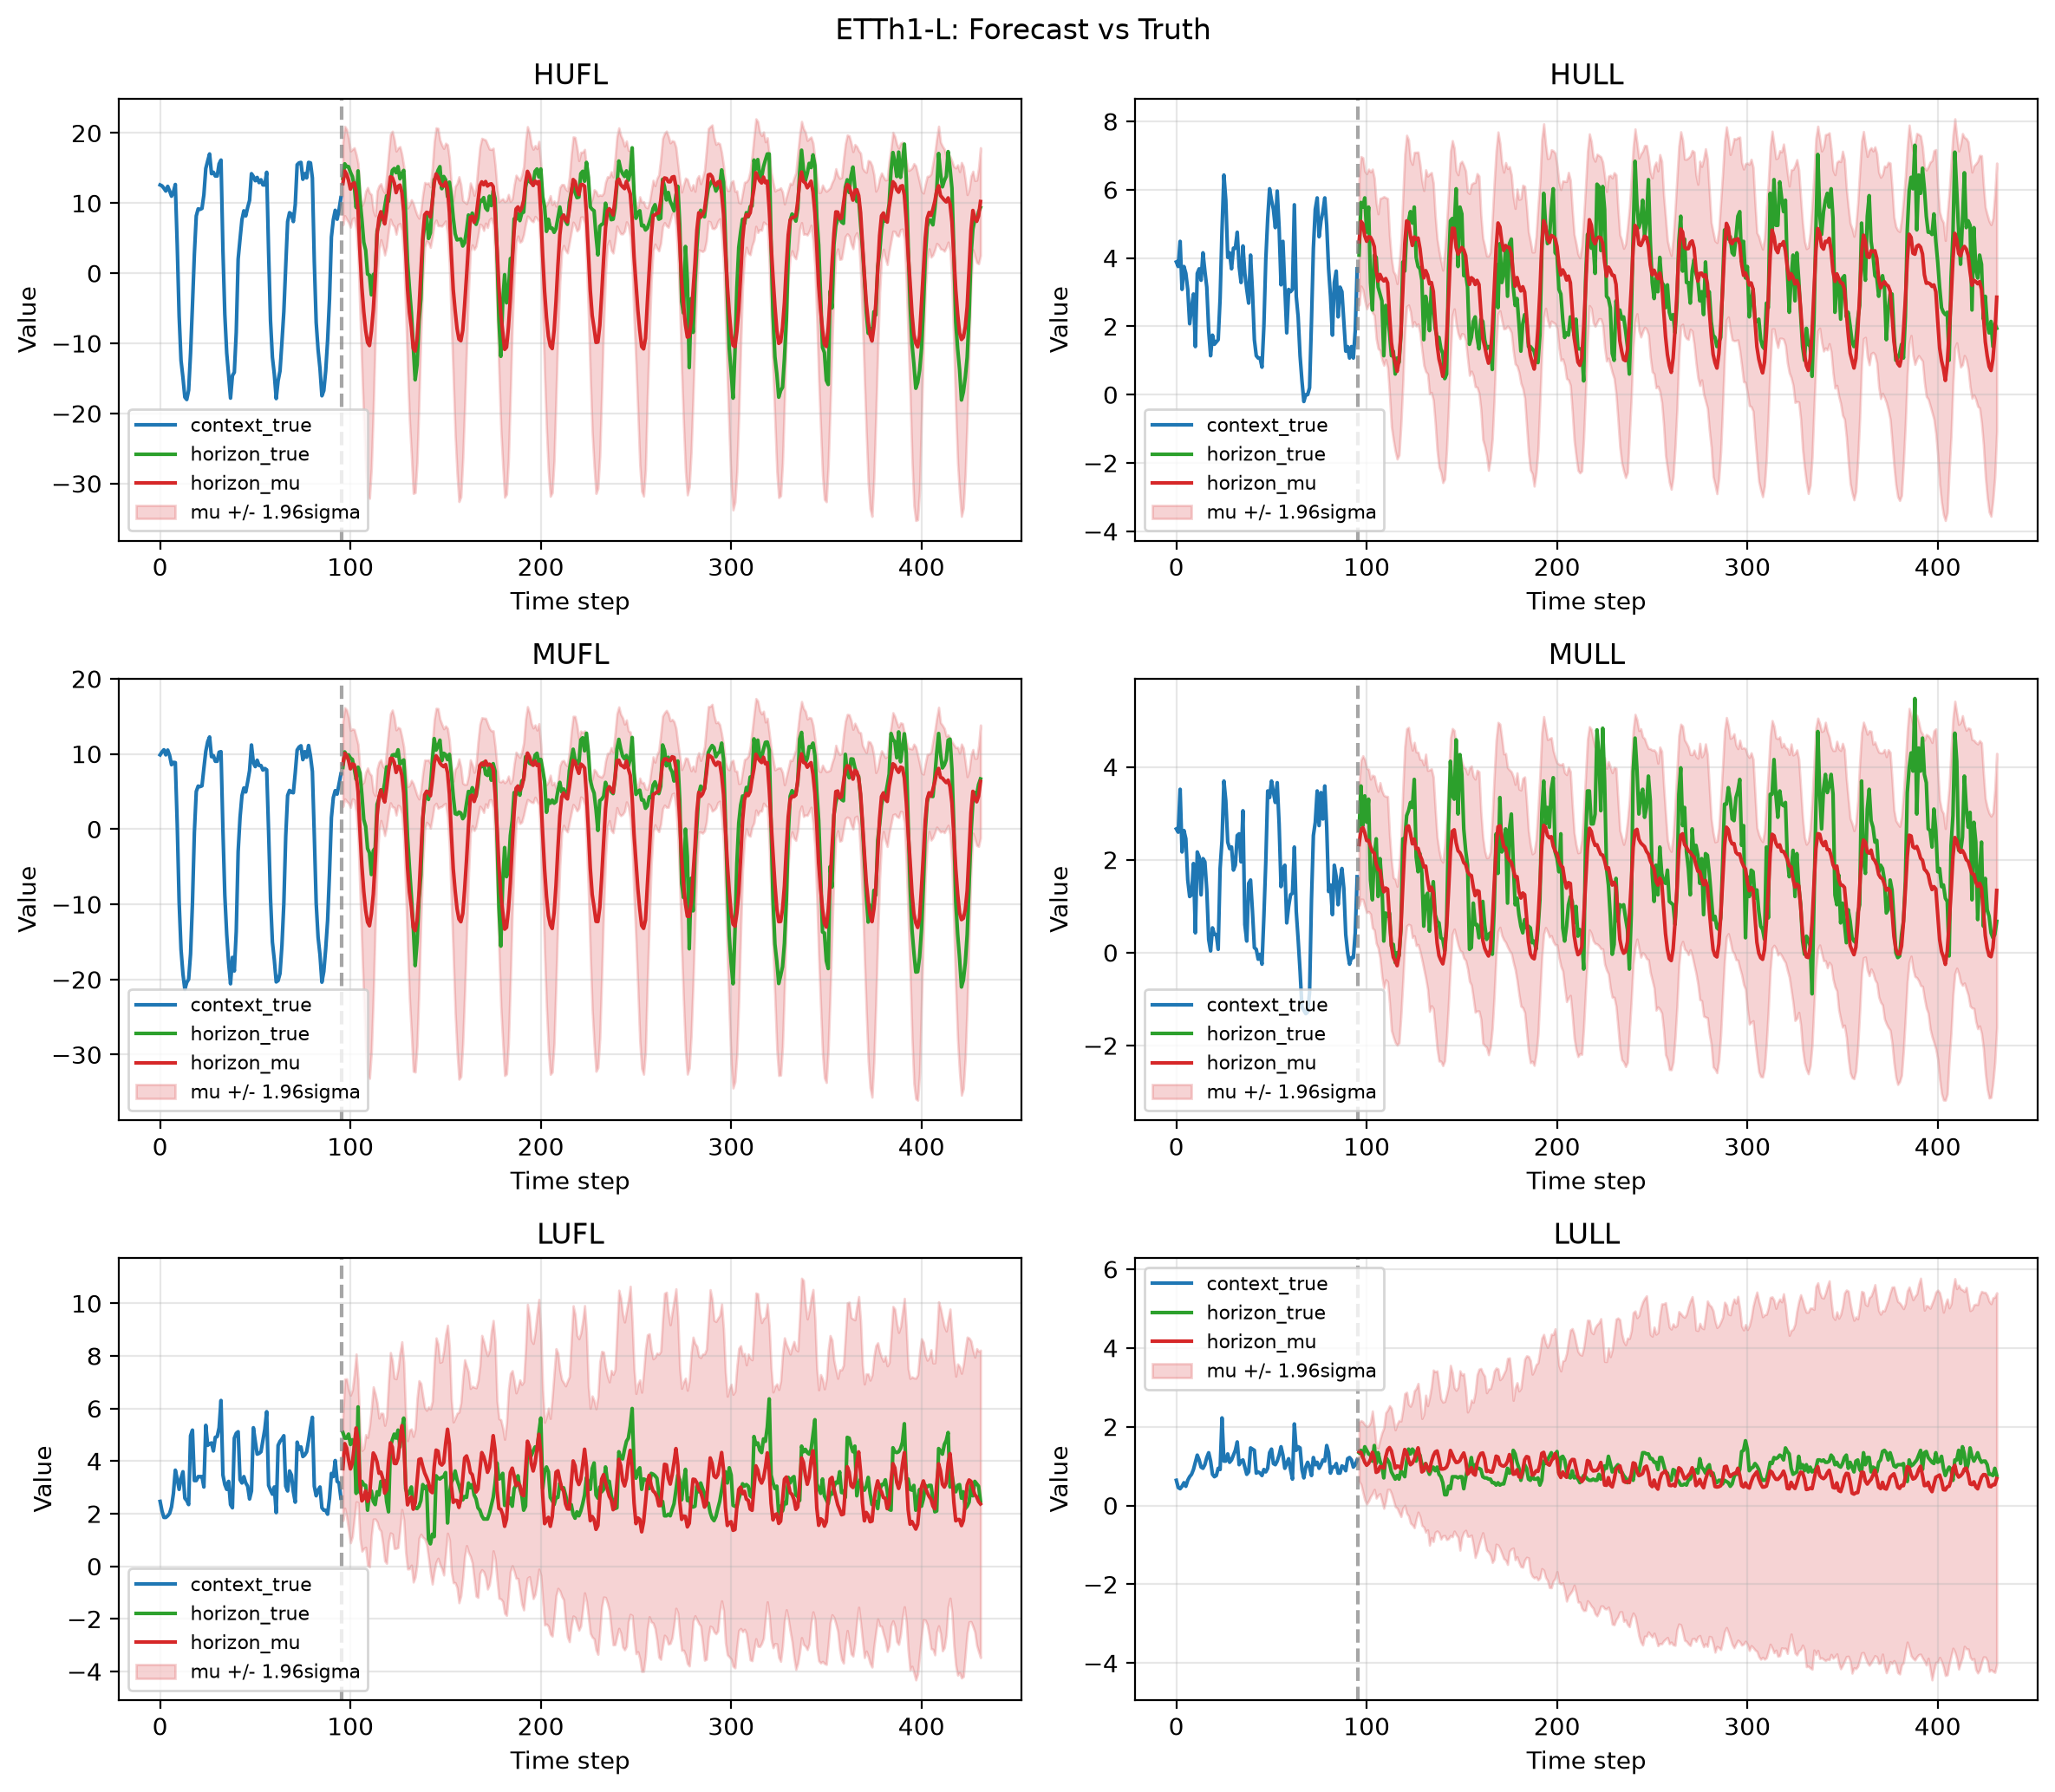 ETTh1-L: Forecast vs Truth
HUFL
Value
20
10
0
−10
−20
−30
context_true
horizon_true
horizon_mu
mu +/- 1.96sigma
0 100 200 300 400
Time step
HULL
Value
8
6
4
2
0
−2
−4
context_true
horizon_true
horizon_mu
mu +/- 1.96sigma
0 100 200 300 400
Time step
MUFL
Value
20
10
0
−10
−20
−30
context_true
horizon_true
horizon_mu
mu +/- 1.96sigma
0 100 200 300 400
Time step
MULL
Value
4
2
0
−2
context_true
horizon_true
horizon_mu
mu +/- 1.96sigma
0 100 200 300 400
Time step
LUFL
Value
10
8
6
4
2
0
−2
−4
context_true
horizon_true
horizon_mu
mu +/- 1.96sigma
0 100 200 300 400
Time step
LULL
Value
6
4
2
0
−2
−4
context_true
horizon_true
horizon_mu
mu +/- 1.96sigma
0 100 200 300 400
Time step